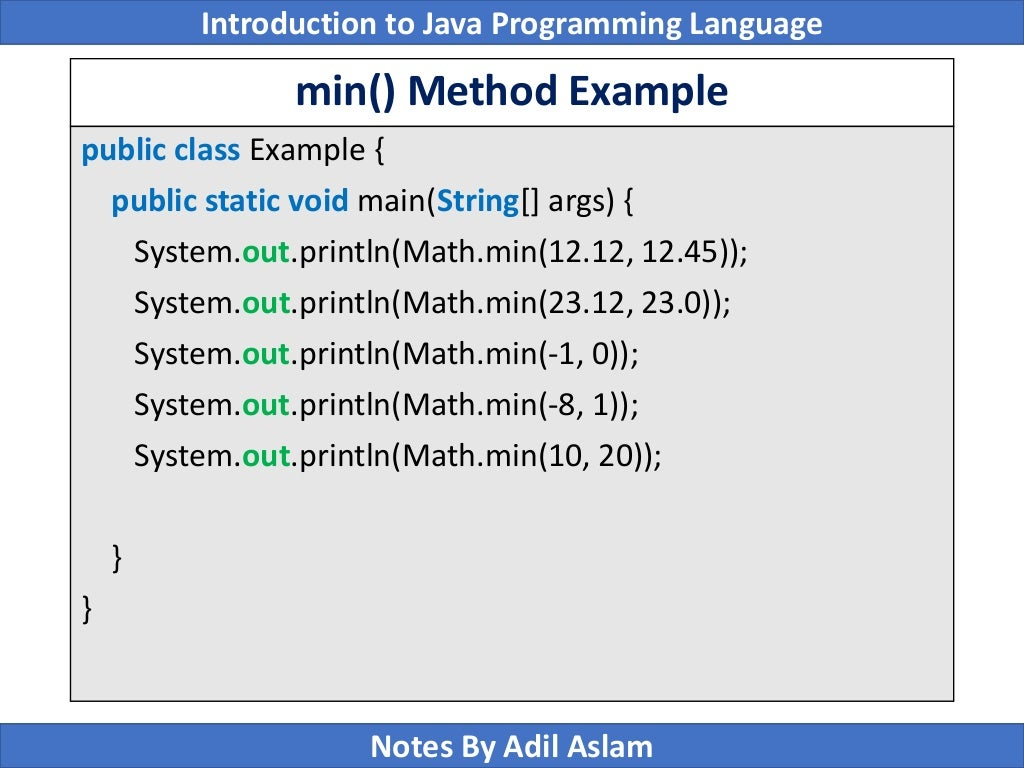 Introduction to Java Programming Language
min() Method Example
public class Example {
public static void main(String[] args) {
System.out.println(Math.min(12.12, 12.45));
System.out.println(Math.min(23.12, 23.0));
System.out.println(Math.min(-1, 0));
System.out.println(Math.min(-8, 1));
System.out.println(Math.min(10, 20));
}
}
Notes By Adil Aslam